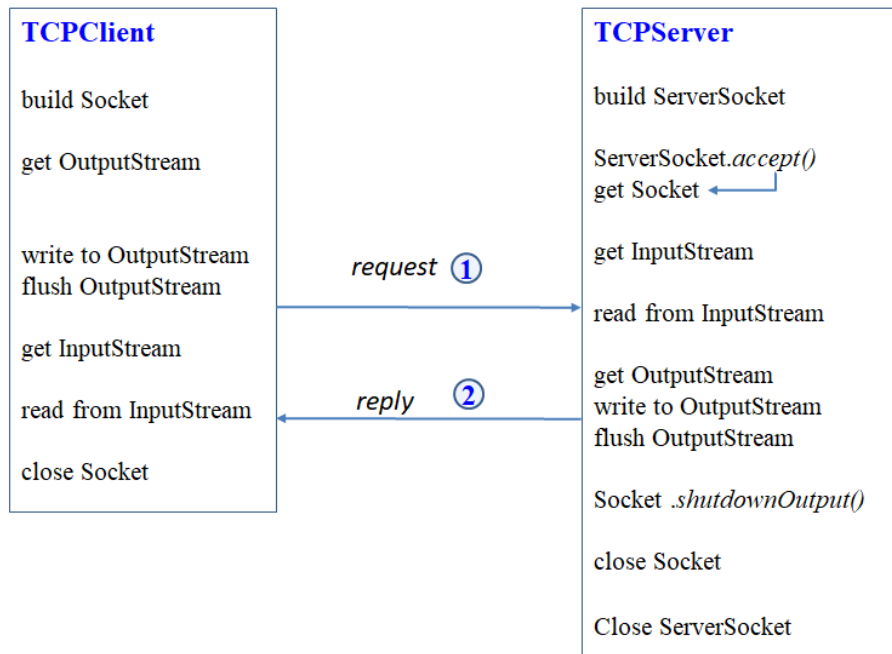 TCPClient
build Socket
get OutputStream
write to OutputStream
flush OutputStream
get InputStream
read from InputStream
close Socket
request 1
reply 2
TCPServer
build ServerSocket
ServerSocket.accept()
get Socket
get InputStream
read from InputStream
get OutputStream
write to OutputStream
flush OutputStream
Socket .shutdownOutput()
close Socket
Close ServerSocket